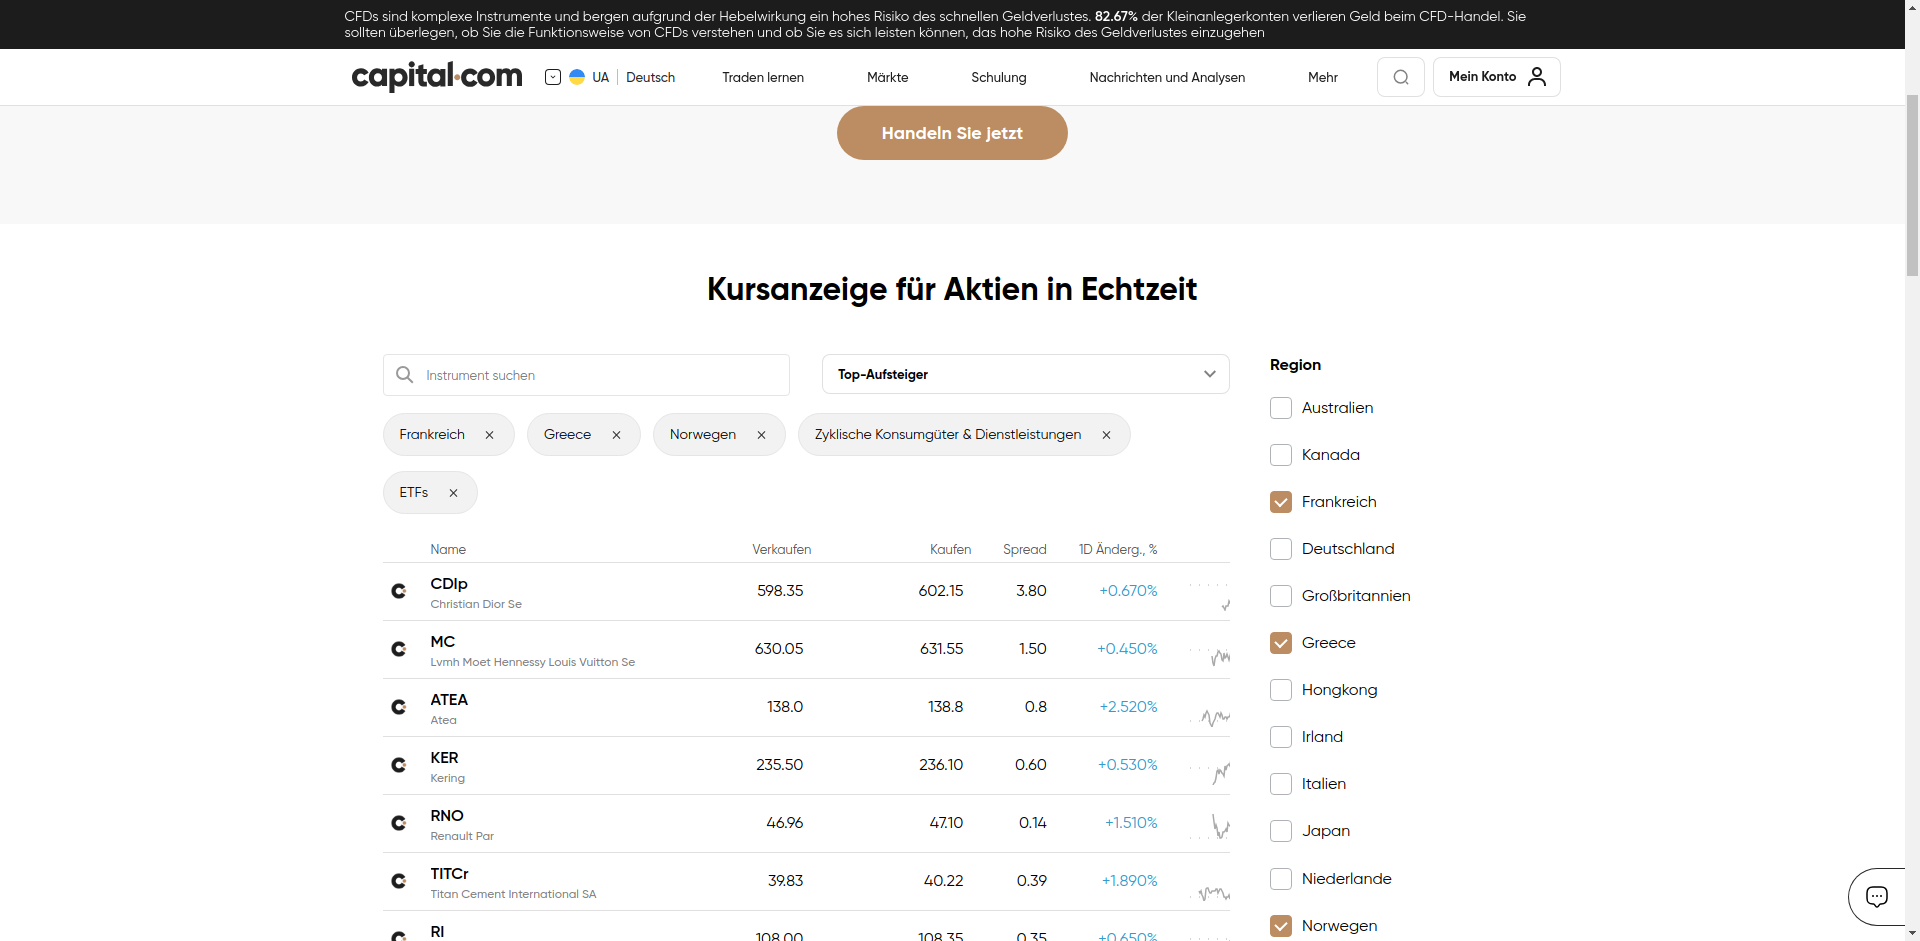 CFDs sind komplexe Instrumente und bergen aufgrund der Hebelwirkung ein hohes Risiko des schnellen Geldverlustes. 82.67% der Kleinanlegerkonten verlieren Geld beim CFD-Handel. Sie
sollten überlegen, ob Sie die Funktionsweise von CFDs verstehen und ob Sie es sich leisten können, das hohe Risiko des Geldverlustes einzugehen
capital.com UA Deutsch Traden lernen Märkte Schulung Nachrichten und Analysen Mehr Mein Konto
Handeln Sie jetzt
Kursanzeige für Aktien in Echtzeit
Instrument suchen
Top-Aufsteiger
Frankreich Greece Norwegen Zyklische Konsumgüter & Dienstleistungen
ETFs
Name Verkaufen Kaufen Spread 1D Änderg., %
CDIp 598.35 602.15 3.80 +0.670%
Christian Dior Se
MC 630.05 631.55 1.50 +0.450%
Lvmh Moet Hennessy Louis Vuitton Se
ATEA 138.0 138.8 0.8 +2.520%
Atea
KER 235.50 236.10 0.60 +0.530%
Kering
RNO 46.96 47.10 0.14 +1.510%
Renault Par
TITCr 39.83 40.22 0.39 +1.890%
Titan Cement International SA
RI 108.00 108.35 0.35 +0.650%
Region
Australien
Kanada
Frankreich
Deutschland
Großbritannien
Greece
Hongkong
Irland
Italien
Japan
Niederlande
Norwegen